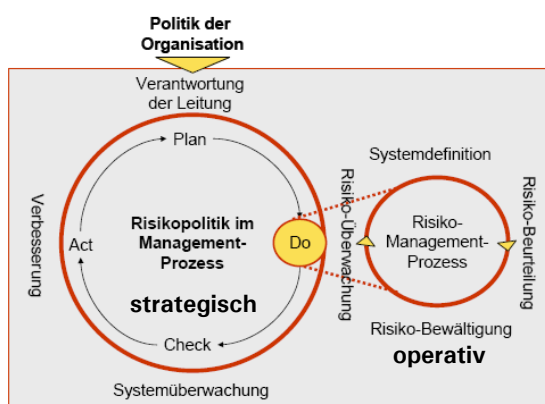 Politik der
Organisation
Verantwortung
der Leitung
Plan
Systemdefinition
Verbesserung
Act
Risikopolitik im
Management-
Prozess
Do
Risiko-Überwachung
Risiko-
Management-
Prozess
Risiko-Beurteilung
strategisch
Check
Risiko-Bewältigung
operativ
Systemüberwachung